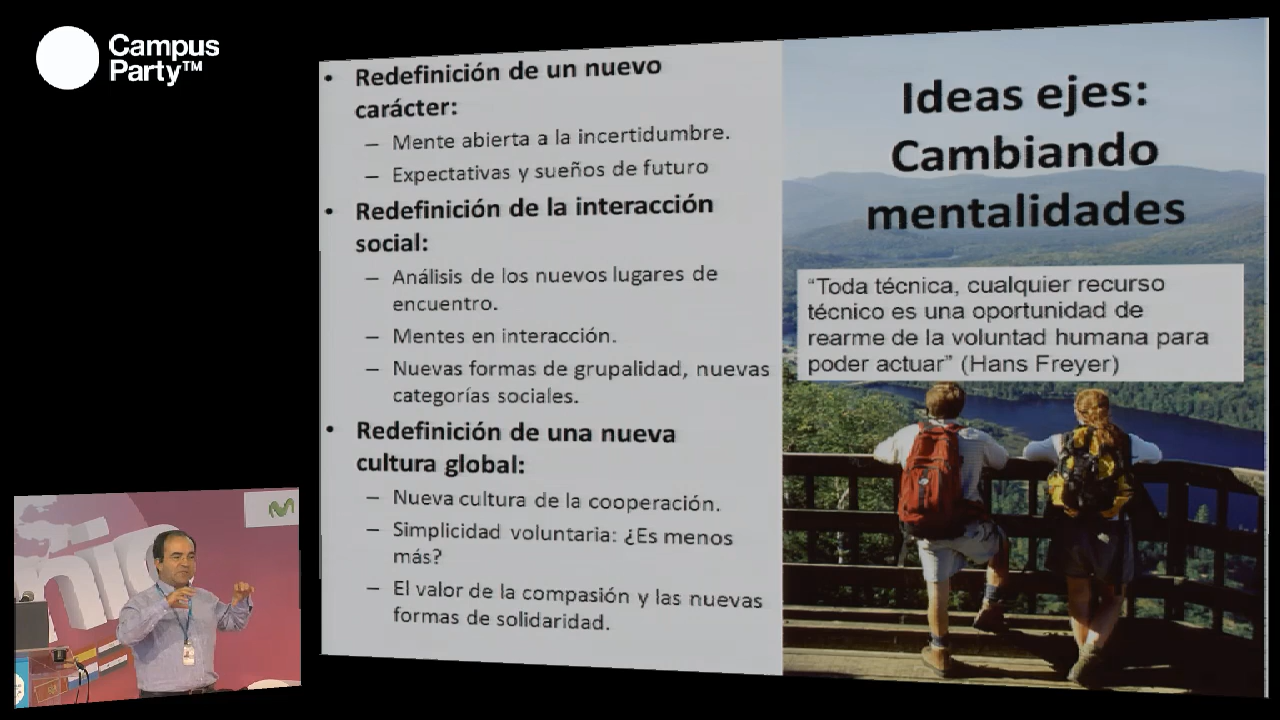 Campus
Party™
• Redefinición de un nuevo
carácter:
– Mente abierta a la incertidumbre.
– Expectativas y sueños de futuro
• Redefinición de la interacción
social:
– Análisis de los nuevos lugares de
encuentro.
– Mentes en interacción.
– Nuevas formas de grupalidad, nuevas
categorías sociales.
• Redefinición de una nueva
cultura global:
– Nueva cultura de la cooperación.
– Simplicidad voluntaria: ¿Es menos
más?
– El valor de la compasión y las nuevas
formas de solidaridad.
Ideas ejes:
Cambiando
mentalidades
“Toda técnica, cualquier recurso
técnico es una oportunidad de
rearme de la voluntad humana para
poder actuar” (Hans Freyer)